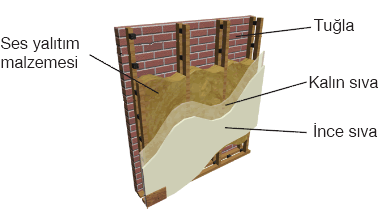 Tuğla
Ses yalıtım
malzemesi
Kalın sıva
İnce sıva